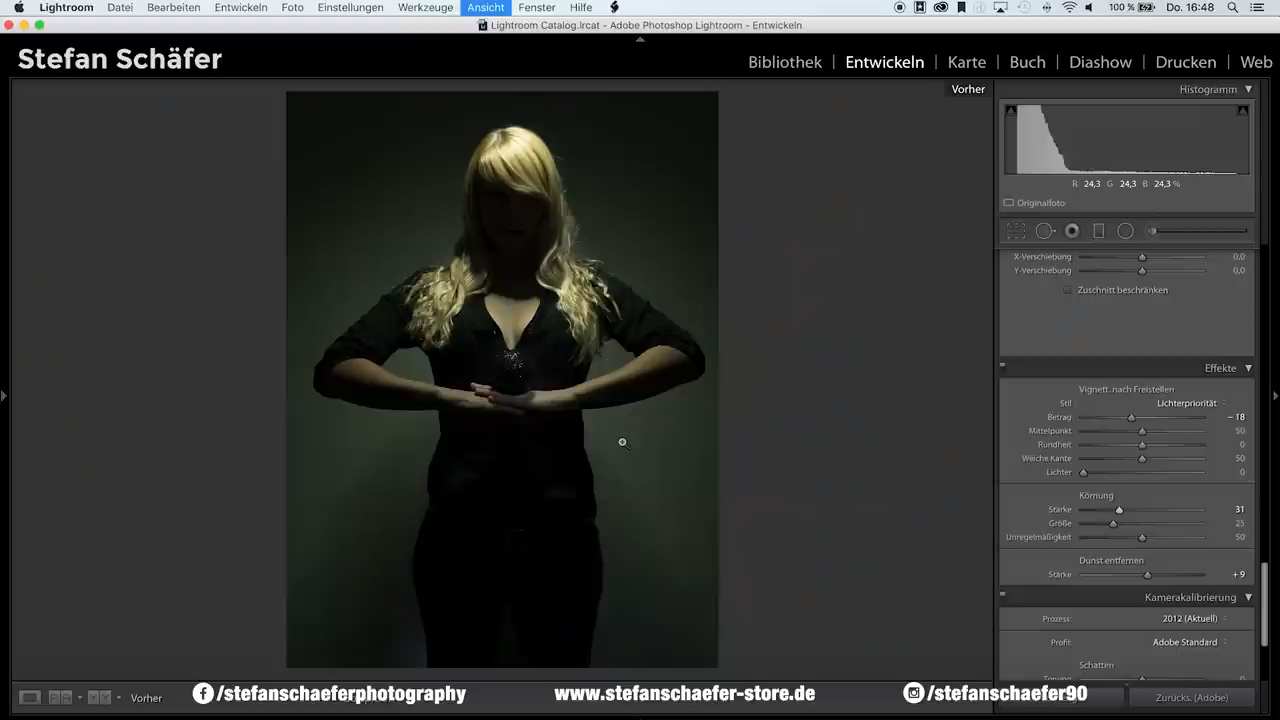 Lightroom Datei Bearbeiten Entwickeln Foto Einstellungen Werkzeuge Ansicht Fenster Hilfe 100 % Do. 16:48
Lightroom Catalog.lrcat - Adobe Photoshop Lightroom - Entwickeln
Stefan Schäfer
Bibliothek | Entwickeln | Karte | Buch | Diashow | Drucken | Web
Vorher
Histogramm
R 24,3 G 24,3 B 24,3 %
Originalfoto
X-Verschiebung 0,0
Y-Verschiebung 0,0
Zuschnitt beschränken
Effekte
Vignett. nach Freistellen
Stil Lichterpriorität
Betrag − 18
Mittelpunkt 50
Rundheit 0
Weiche Kante 50
Lichter 0
Körnung
Stärke 31
Größe 25
Unregelmäßigkeit 50
Dunst entfernen
Stärke + 9
Kamerakalibrierung
Prozess: 2012 (Aktuell)
Profil: Adobe Standard
Schatten
Tonung
Vorher
/stefanschaeferphotography
www.stefanschaefer-store.de
/stefanschaefer90
Zurücks. (Adobe)